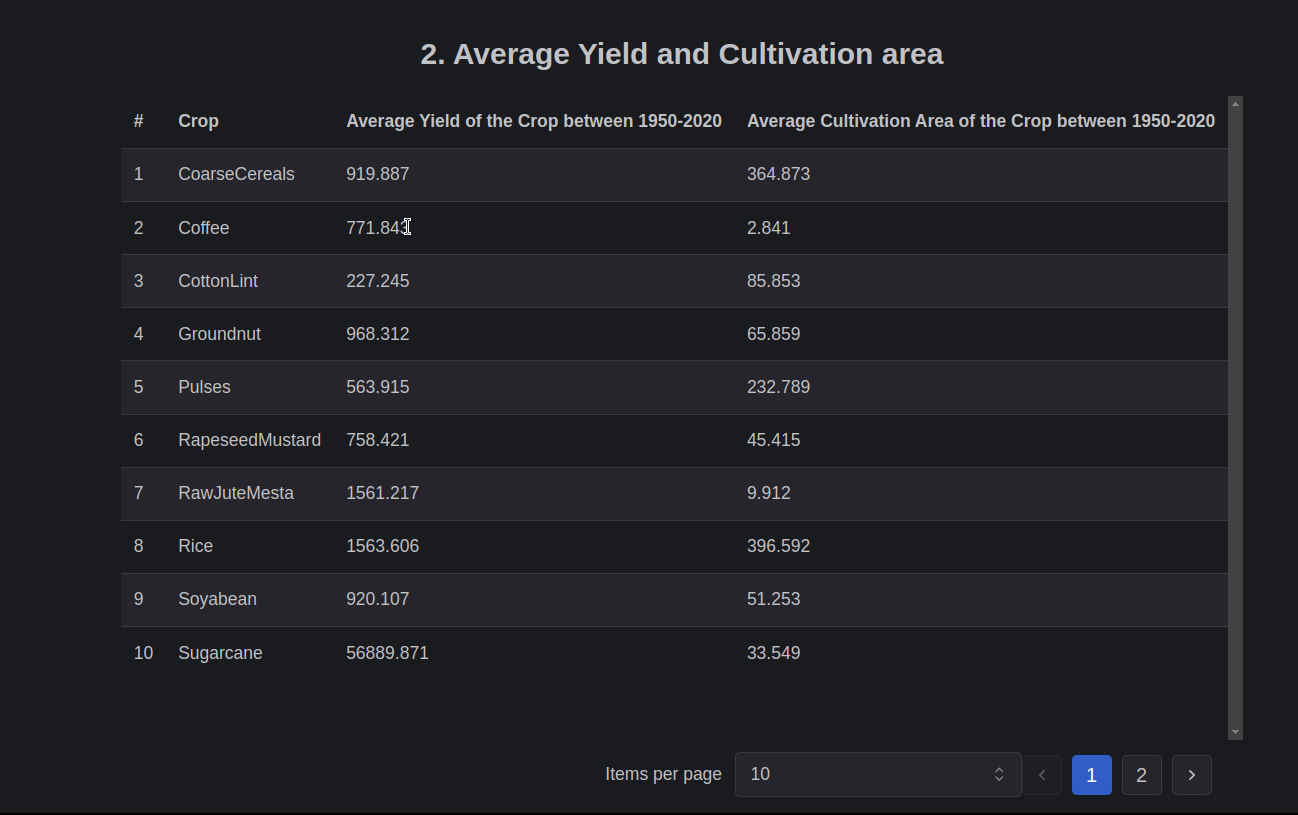 2. Average Yield and Cultivation area
# Crop Average Yield of the Crop between 1950-2020 Average Cultivation Area of the Crop between 1950-2020
1 CoarseCereals 919.887 364.873
2 Coffee 771.843 2.841
3 CottonLint 227.245 85.853
4 Groundnut 968.312 65.859
5 Pulses 563.915 232.789
6 RapeseedMustard 758.421 45.415
7 RawJuteMesta 1561.217 9.912
8 Rice 1563.606 396.592
9 Soyabean 920.107 51.253
10 Sugarcane 56889.871 33.549
Items per page 10 1 2